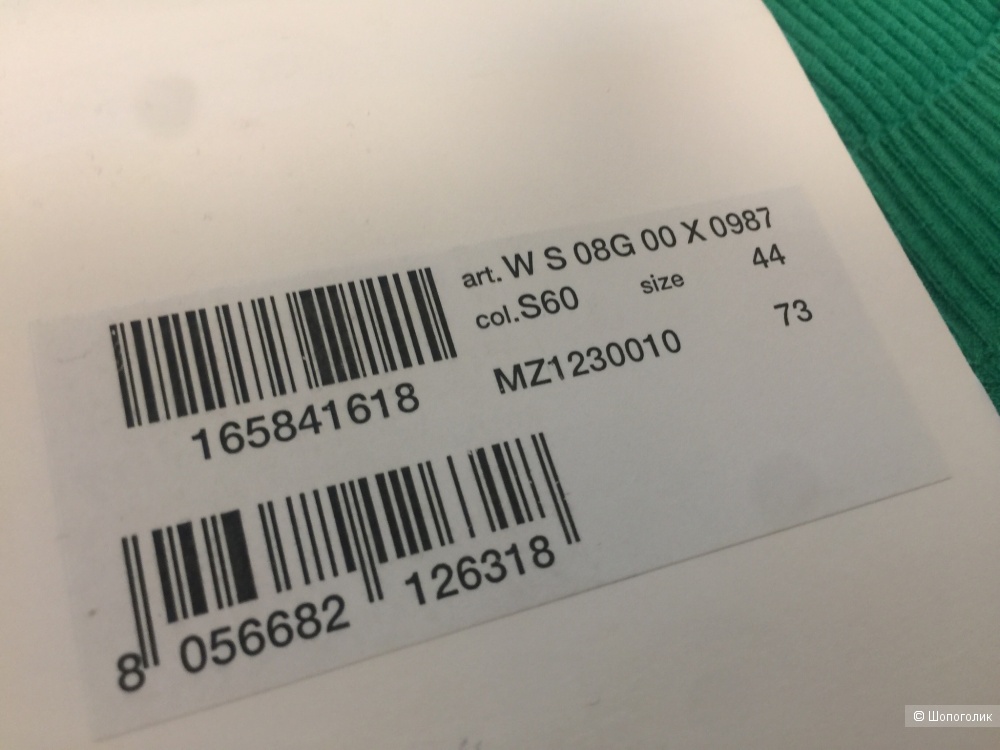 art. W S 08G 00 X 0987
col. S60 size 44
MZ1230010 73
165841618
8 056682 126318
© Шопоголик